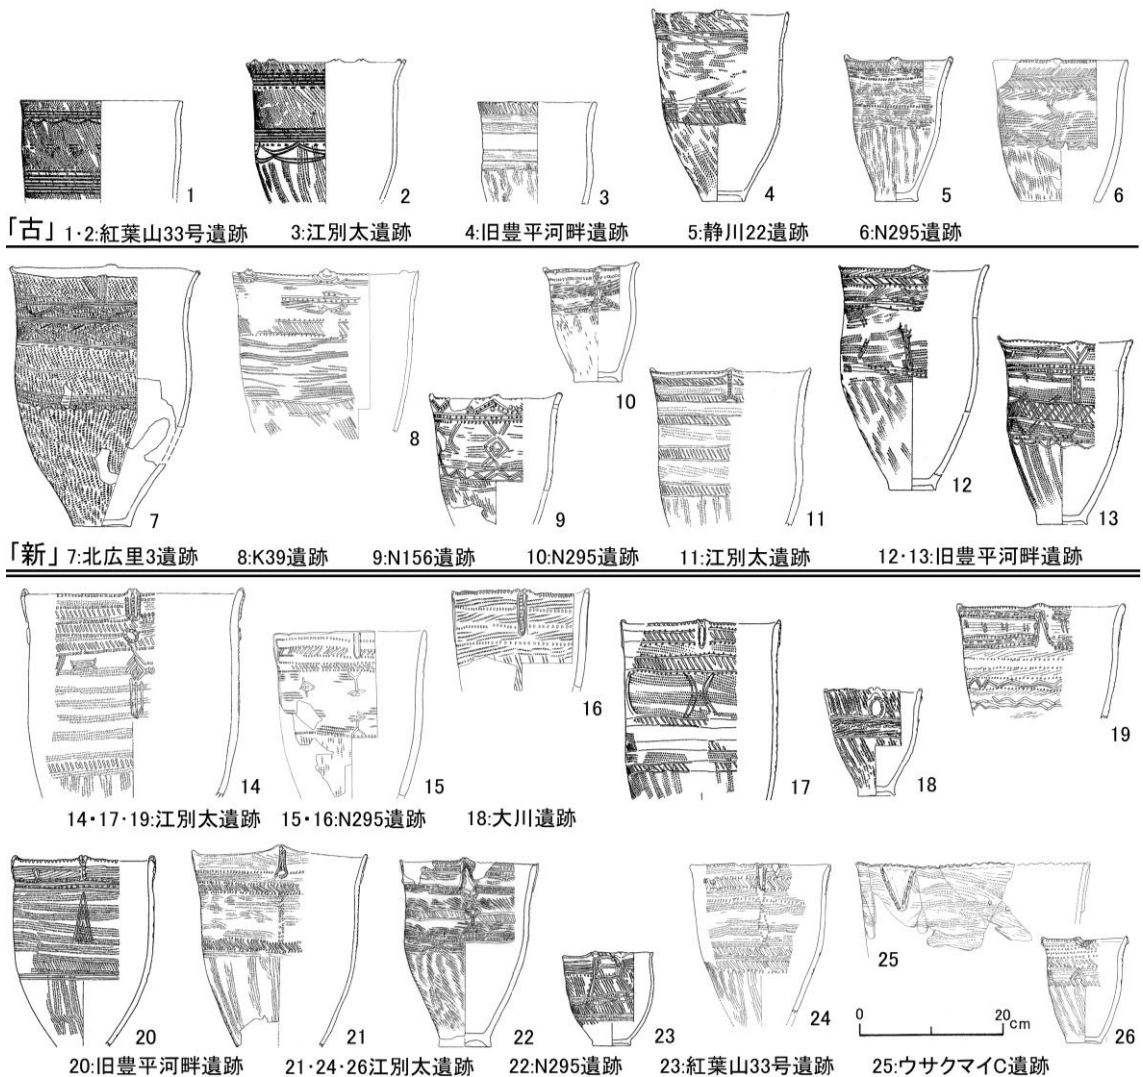 1 2 3 4 5 6
「古」 1・2:紅葉山33号遺跡 3:江別太遺跡 4:旧豊平河畔遺跡 5:静川22遺跡 6:N295遺跡
7 8 9 10 11 12 13
「新」 7:北広里3遺跡 8:K39遺跡 9:N156遺跡 10:N295遺跡 11:江別太遺跡 12・13:旧豊平河畔遺跡
14 15 16 17 18 19
14・17・19:江別太遺跡 15・16:N295遺跡 18:大川遺跡
20 21 22 23 24 25 26
0 20 cm
20:旧豊平河畔遺跡 21・24・26江別太遺跡 22:N295遺跡 23:紅葉山33号遺跡 25:ウサクマイC遺跡